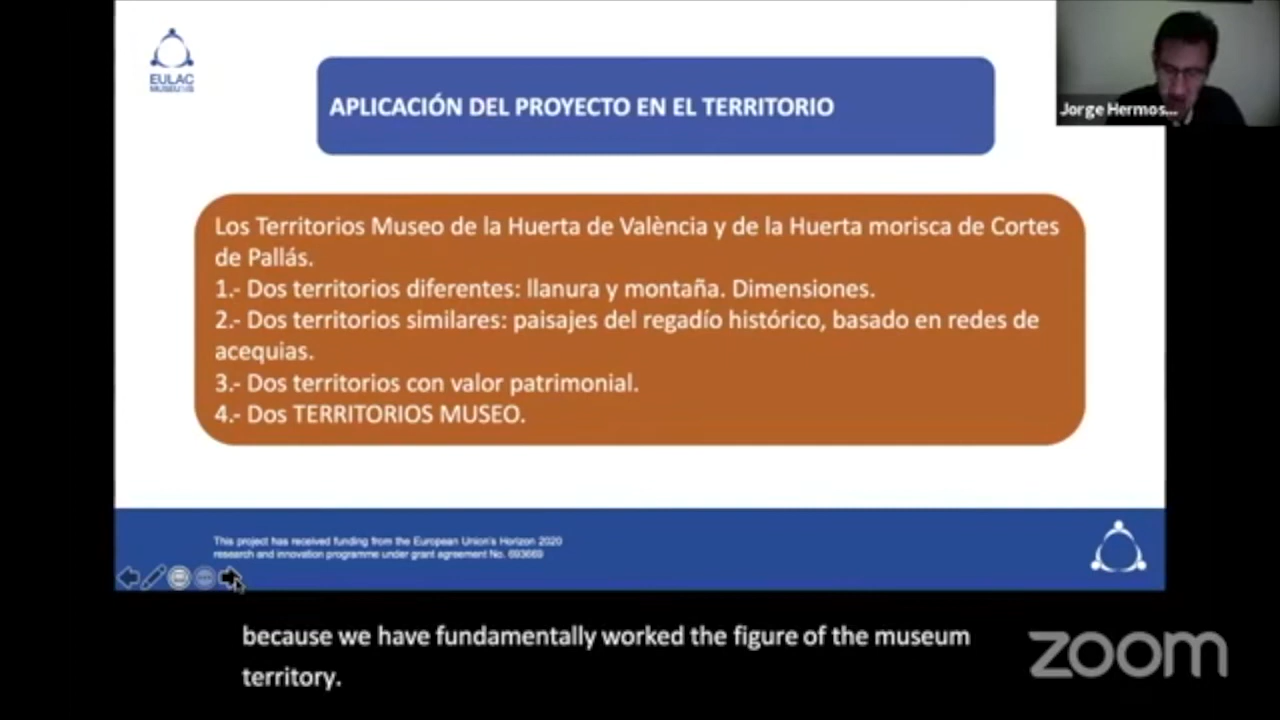 EULAC
MUSEUMS
APLICACIÓN DEL PROYECTO EN EL TERRITORIO
Jorge Hermos...
Los Territorios Museo de la Huerta de València y de la Huerta morisca de Cortes
de Pallás.
1.- Dos territorios diferentes: llanura y montaña. Dimensiones.
2.- Dos territorios similares: paisajes del regadío histórico, basado en redes de
acequias.
3.- Dos territorios con valor patrimonial.
4.- Dos TERRITORIOS MUSEO.
This project has received funding from the European Union's Horizon 2020
research and innovation programme under grant agreement No. 693669
because we have fundamentally worked the figure of the museum
territory.
zoom